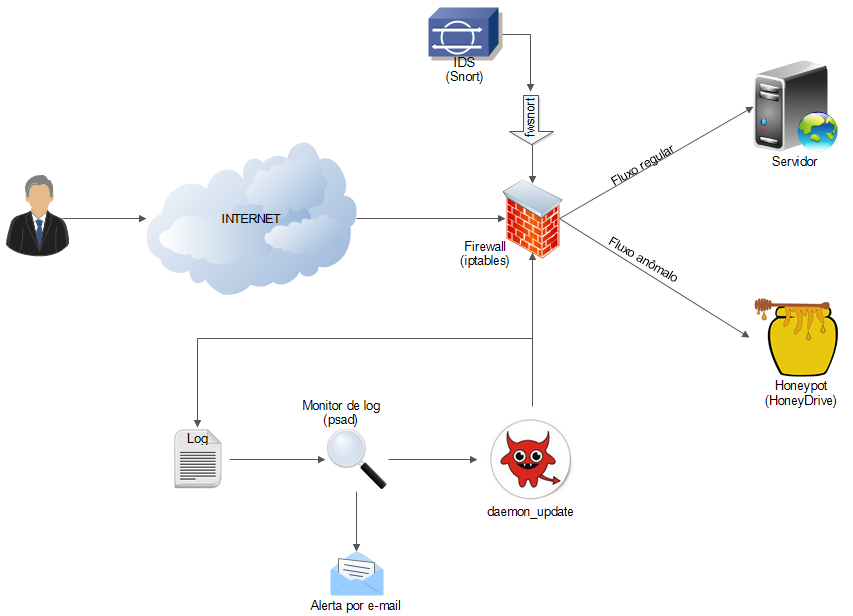 IDS
(Snort)
fwsnort
Servidor
Fluxo regular
INTERNET
Firewall
(iptables)
Fluxo anômalo
Honeypot
(HoneyDrive)
Monitor de log
(psad)
Log
daemon_update
Alerta por e-mail